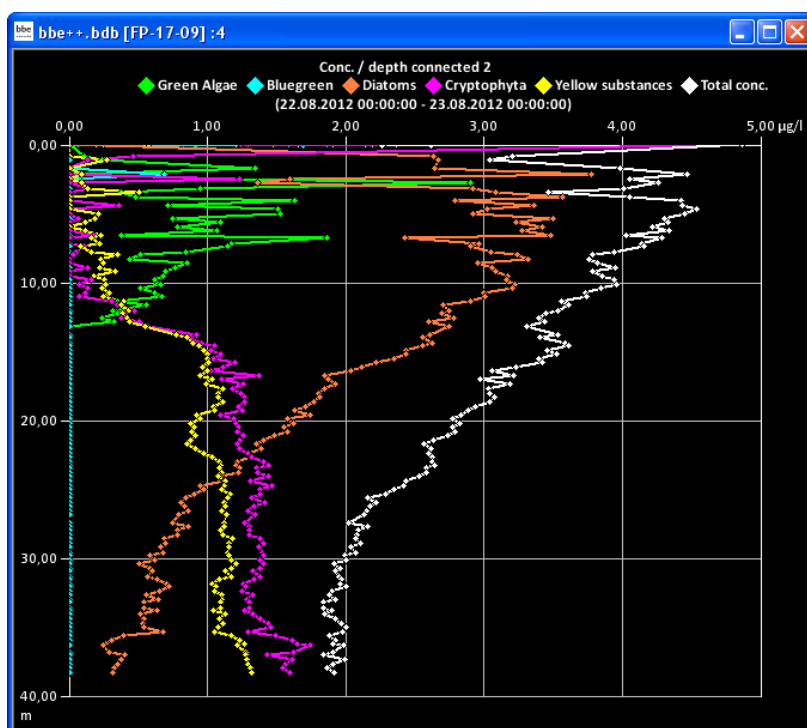 bbe bbe++.bdb [FP-17-09] :4
Conc. / depth connected 2
Green Algae Bluegreen Diatoms Cryptophyta Yellow substances Total conc.
(22.08.2012 00:00:00 - 23.08.2012 00:00:00)
0,00 1,00 2,00 3,00 4,00 5,00 µg/l
0,00
10,00
20,00
30,00
40,00
m